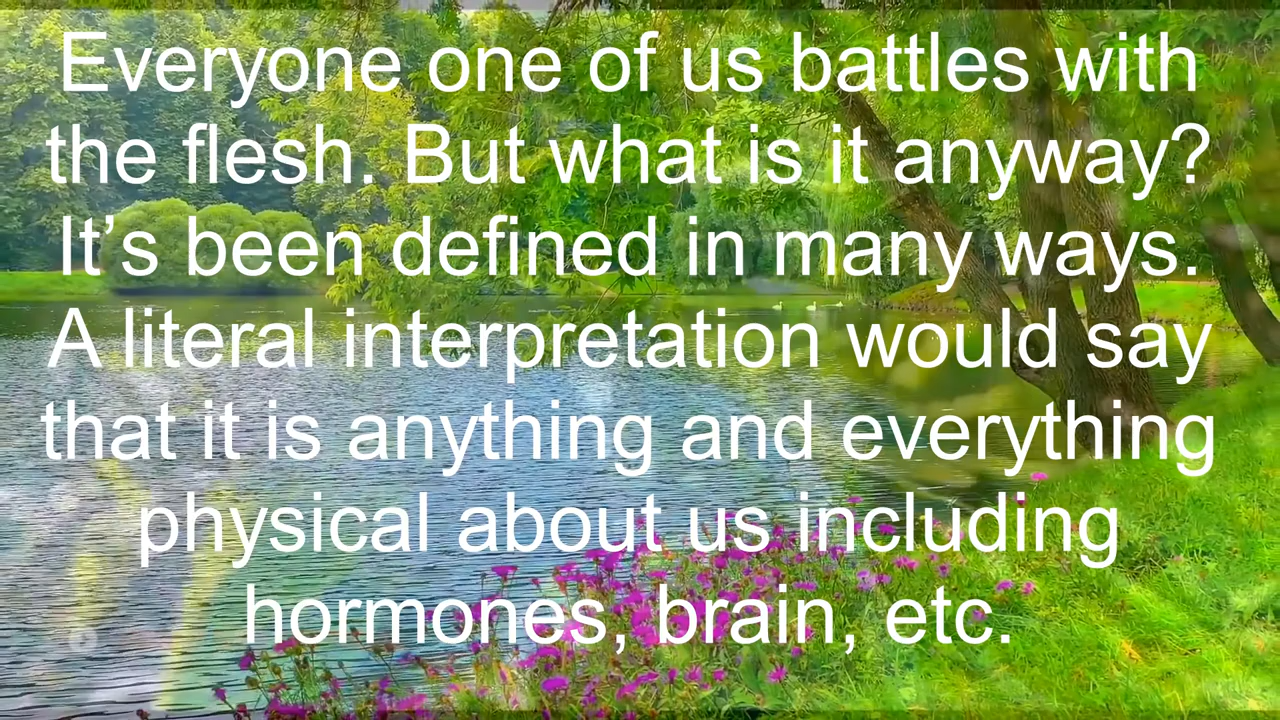 Everyone one of us battles with
the flesh. But what is it anyway?
It’s been defined in many ways.
A literal interpretation would say
that it is anything and everything
physical about us including
hormones, brain, etc.